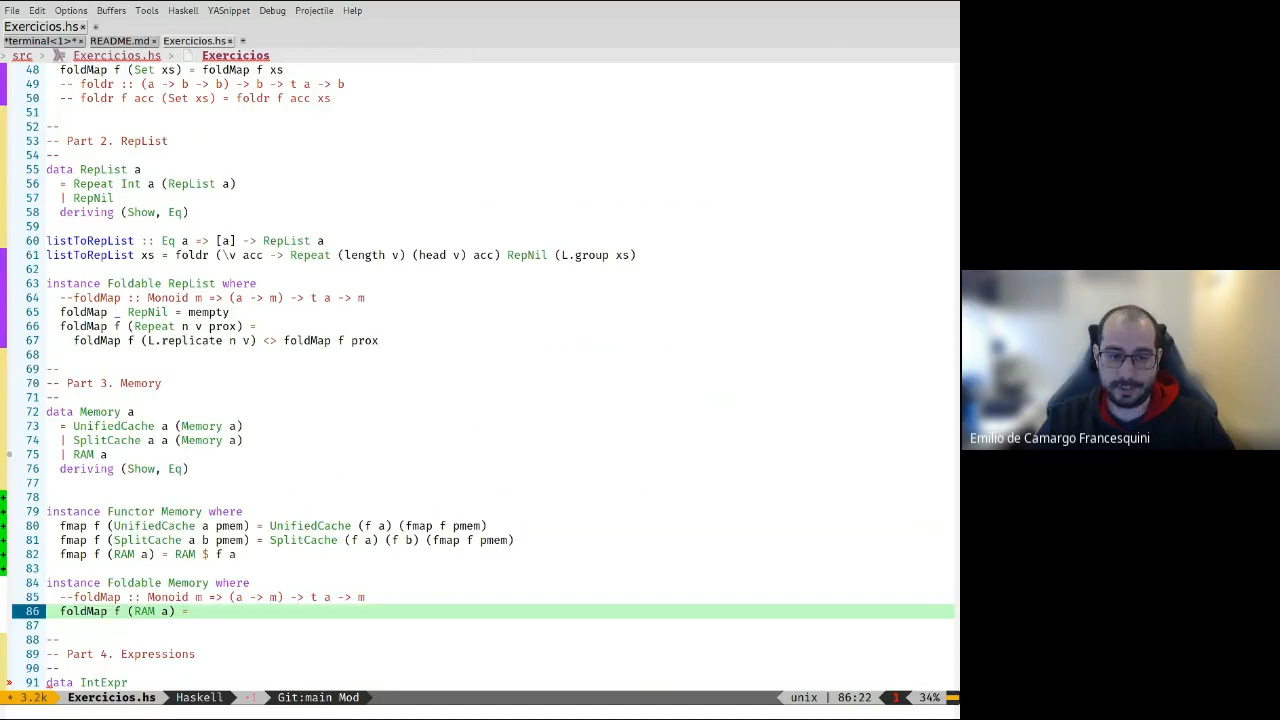 File Edit Options Buffers Tools Haskell YASnippet Debug Projectile Help
Exercicios.hs × +
*terminal<1>* × README.md × Exercicios.hs × +
src > Exercicios.hs > Exercicios
48 foldMap f (Set xs) = foldMap f xs
49 -- foldr :: (a -> b -> b) -> b -> t a -> b
50 -- foldr f acc (Set xs) = foldr f acc xs
51
52 --
53 -- Part 2. RepList
54 --
55 data RepList a
56 = Repeat Int a (RepList a)
57 | RepNil
58 deriving (Show, Eq)
59
60 listToRepList :: Eq a => [a] -> RepList a
61 listToRepList xs = foldr (\v acc -> Repeat (length v) (head v) acc) RepNil (L.group xs)
62
63 instance Foldable RepList where
64 --foldMap :: Monoid m => (a -> m) -> t a -> m
65 foldMap _ RepNil = mempty
66 foldMap f (Repeat n v prox) =
67 foldMap f (L.replicate n v) <> foldMap f prox
68
69 --
70 -- Part 3. Memory
71 --
72 data Memory a
73 = UnifiedCache a (Memory a)
74 | SplitCache a a (Memory a)
75 | RAM a
76 deriving (Show, Eq)
77
78
79 instance Functor Memory where
80 fmap f (UnifiedCache a pmem) = UnifiedCache (f a) (fmap f pmem)
81 fmap f (SplitCache a b pmem) = SplitCache (f a) (f b) (fmap f pmem)
82 fmap f (RAM a) = RAM $ f a
83
84 instance Foldable Memory where
85 --foldMap :: Monoid m => (a -> m) -> t a -> m
86 foldMap f (RAM a) =
87
88 --
89 -- Part 4. Expressions
90 --
91 data IntExpr
* 3.2k Exercicios.hs Haskell Git:main Mod unix | 86:22 34%
Emilio de Camargo Francesquini